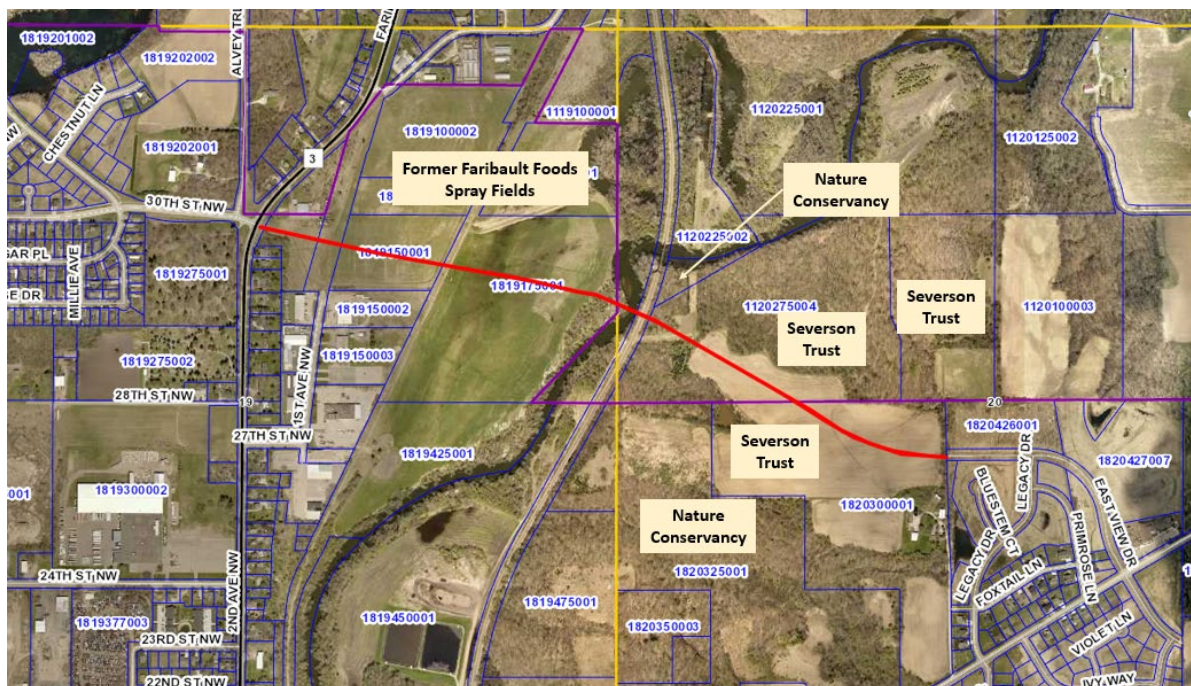 1819201002
1819202002
ALVEY TRL
CHESTNUT LN
1819202001
3
1819100002
1119100001
1120225001
1120125002
Former Faribault Foods
Spray Fields
Nature
Conservancy
30TH ST NW
1120225002
1819150001
1819175001
MILLIE AVE
1819275001
1819150002
1120275004
Severson
Trust
Severson
Trust
1120100003
1819150003
1819275002
1ST AVE NW
28TH ST NW
19
20
27TH ST NW
1819425001
Severson
Trust
1820426001
LEGACY DR
1820427007
1819300002
1820300001
BLUESTEM CT
EASTVIEW DR
Nature
Conservancy
LEGACY DR
PRIMROSE LN
24TH ST NW
2ND AVE NW
1820325001
FOXTAIL LN
1819475001
1819377003
1819450001
1820350003
23RD ST NW
VIOLET LN
22ND ST NW
IVY WAY